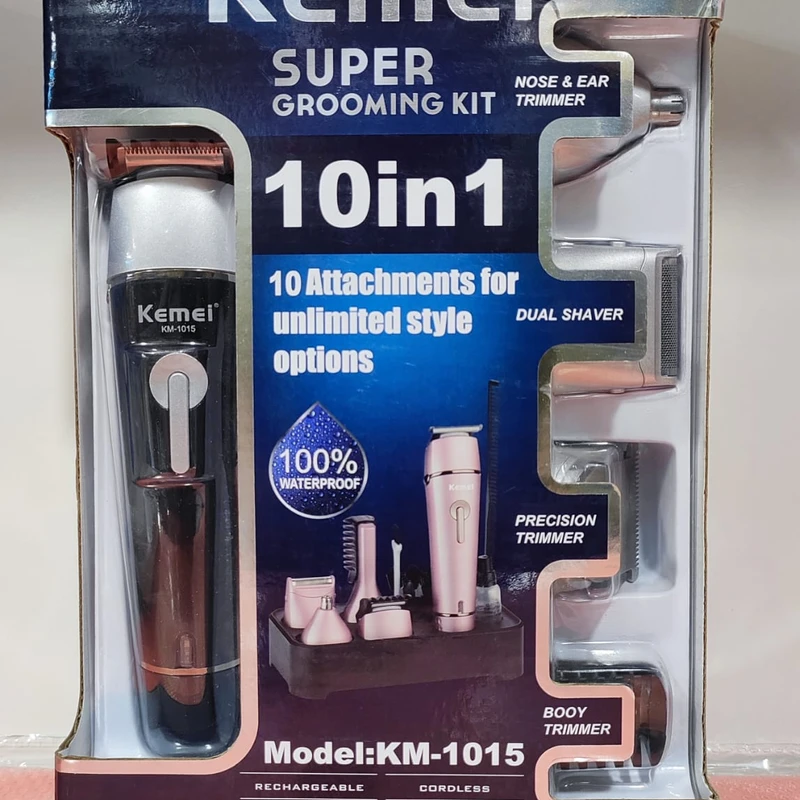 Kemei
SUPER
GROOMING KIT
NOSE & EAR
TRIMMER
10in1
10 Attachments for
unlimited style
options
DUAL SHAVER
Kemei®
KM-1015
100%
WATERPROOF
Kemei
PRECISION
TRIMMER
BOOY
TRIMMER
Model:KM-1015
RECHARGEABLE
CORDLESS